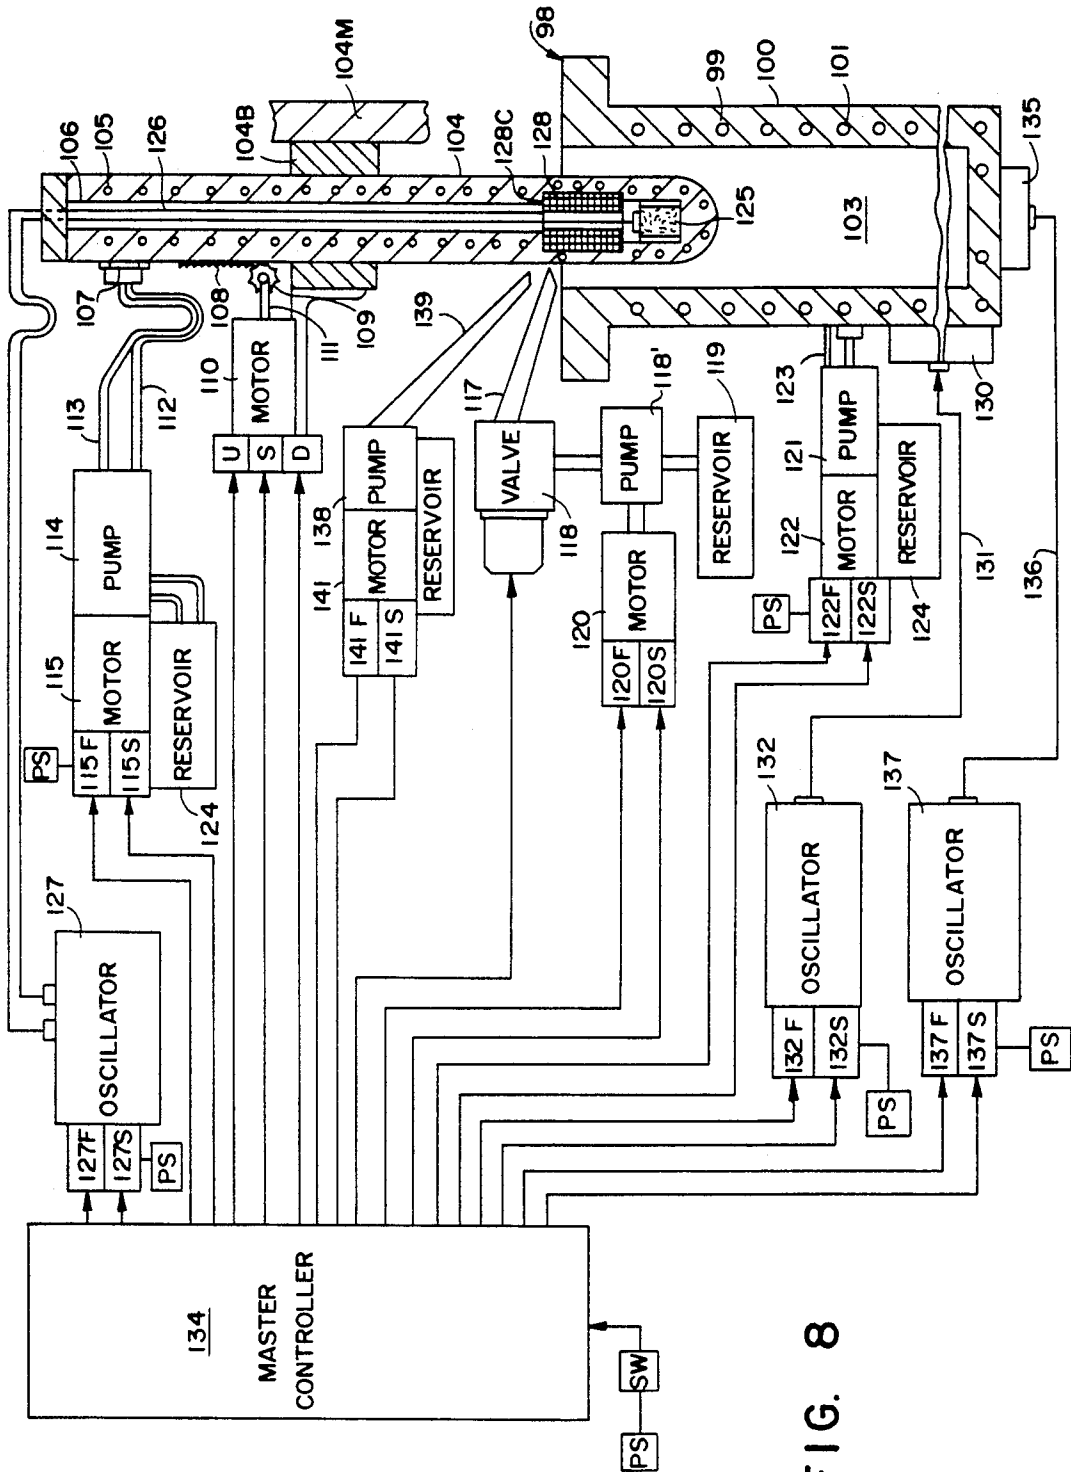 106
105
126
104B
104M
104
128C
128
98
99
100
101
135
125
103
107
108
109
111
110
MOTOR
U
S
D
139
117
118'
119
123
130
113
112
114
PUMP
115
MOTOR
115F
115S
PS
RESERVOIR
124
138
PUMP
141
MOTOR
RESERVOIR
141 F
141 S
VALVE
118
PUMP
RESERVOIR
120
MOTOR
120F
120S
121
PUMP
122
MOTOR
RESERVOIR
124
122F
122S
PS
131
136
127
OSCILLATOR
127F
127S
PS
132
OSCILLATOR
132F
132S
PS
137
OSCILLATOR
137F
137S
PS
134
MASTER
CONTROLLER
SW
PS
FIG. 8